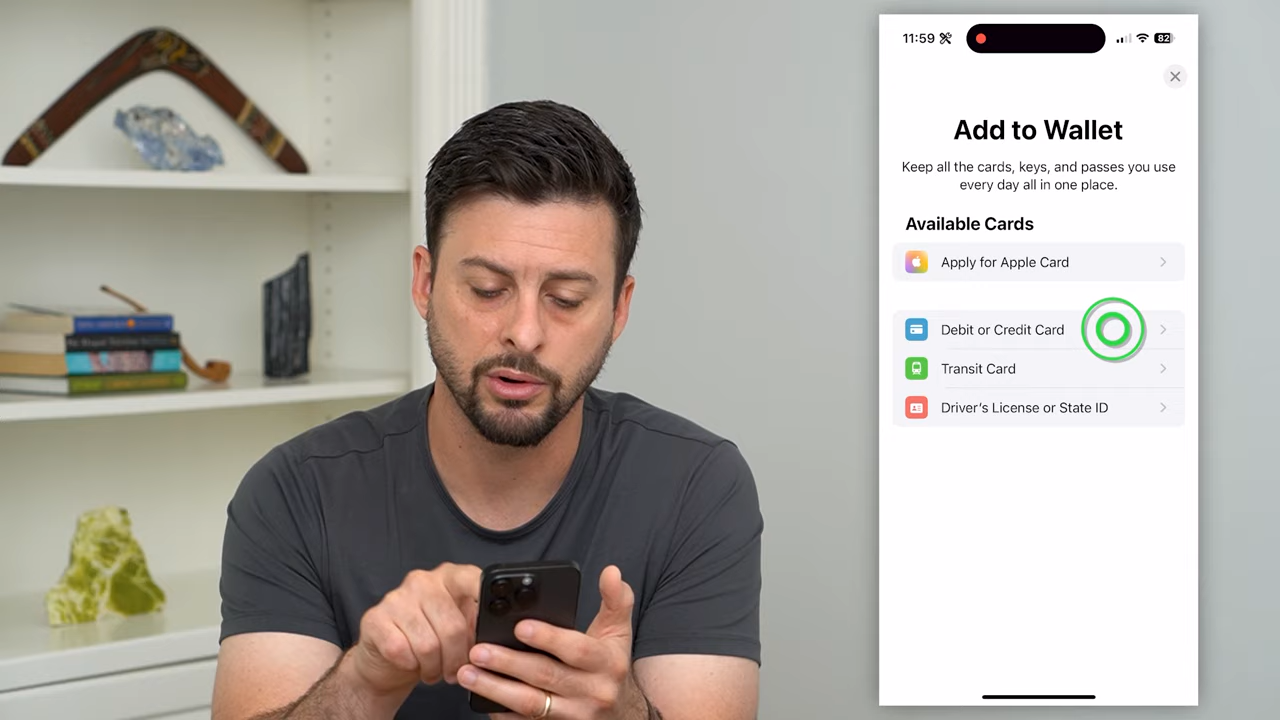 11:59
82
Add to Wallet
Keep all the cards, keys, and passes you use
every day all in one place.
Available Cards
Apply for Apple Card
Debit or Credit Card
Transit Card
Driver's License or State ID